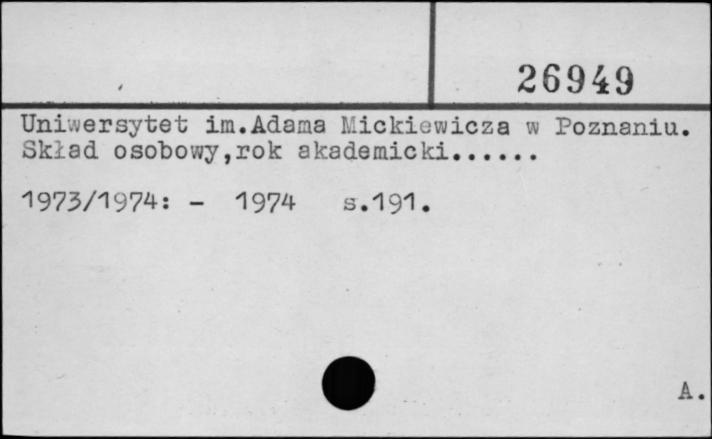 26949
Uniwersytet im.Adama Mickiewicza w Poznaniu.
Skład osobowy,rok akademicki......
1973/1974: - 1974 s.191.
A.